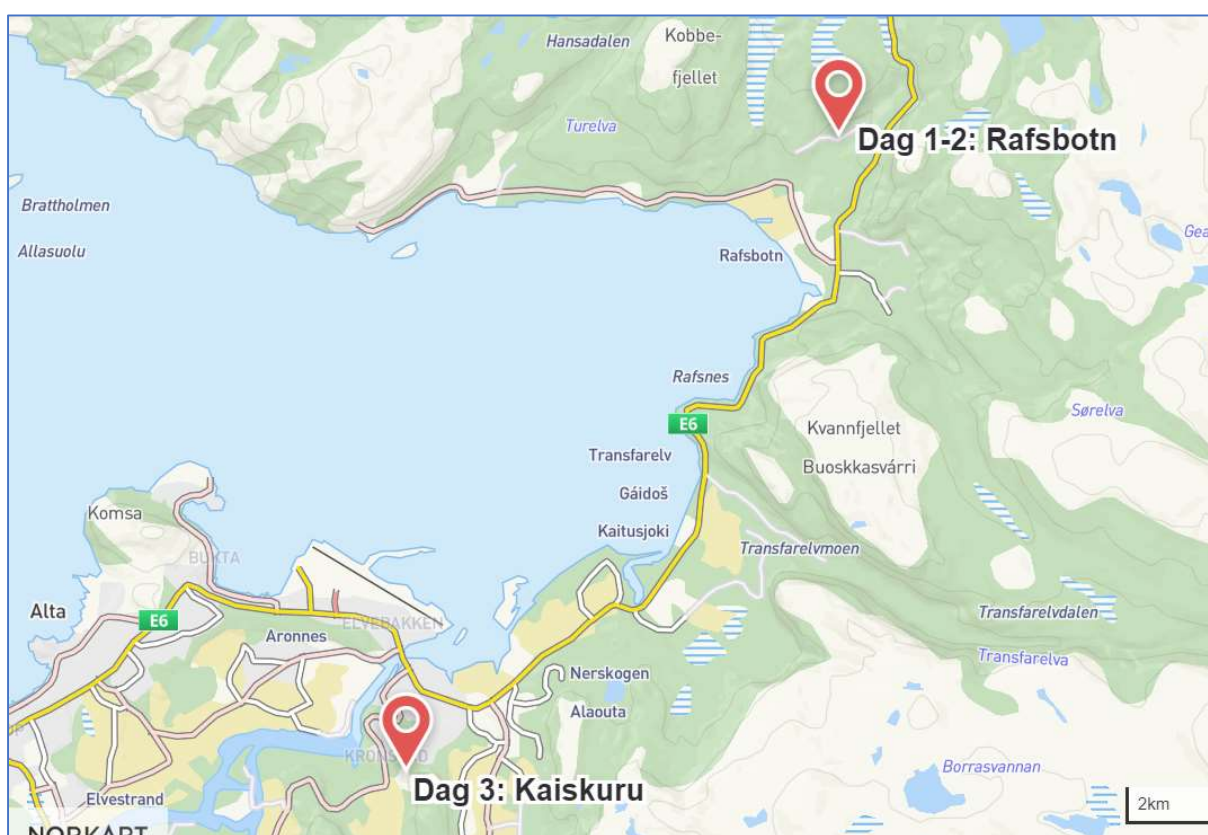 Hansadalen
Kobbe-
fjellet
Turelva
Dag 1-2: Rafsbotn
Brattholmen
Allasuolu
Rafsbotn
Rafsnes
E6
Kvannfjellet
Buoskkasvárri
Sørelva
Transfarelv
Gáidoš
Kaitusjoki
Transfarelvmoen
Komsa
BUKTA
Alta
E6
Aronnes
ELVEBAKKEN
Transfarelvdalen
Transfarelva
Nerskogen
Alaouta
Dag 3: Kaiskuru
Elvestrand
Borrasvannan
2km
NORKART